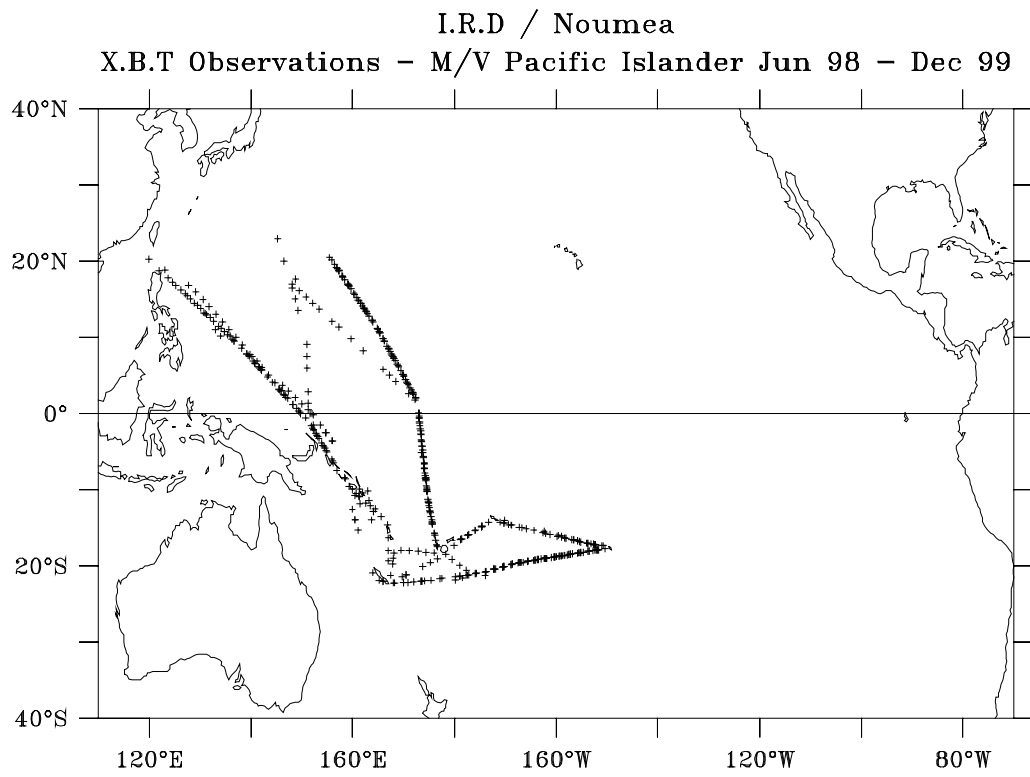 I.R.D / Noumea
X.B.T Observations - M/V Pacific Islander Jun 98 - Dec 99
40°N
20°N
0°
20°S
40°S
120°E 160°E 160°W 120°W 80°W